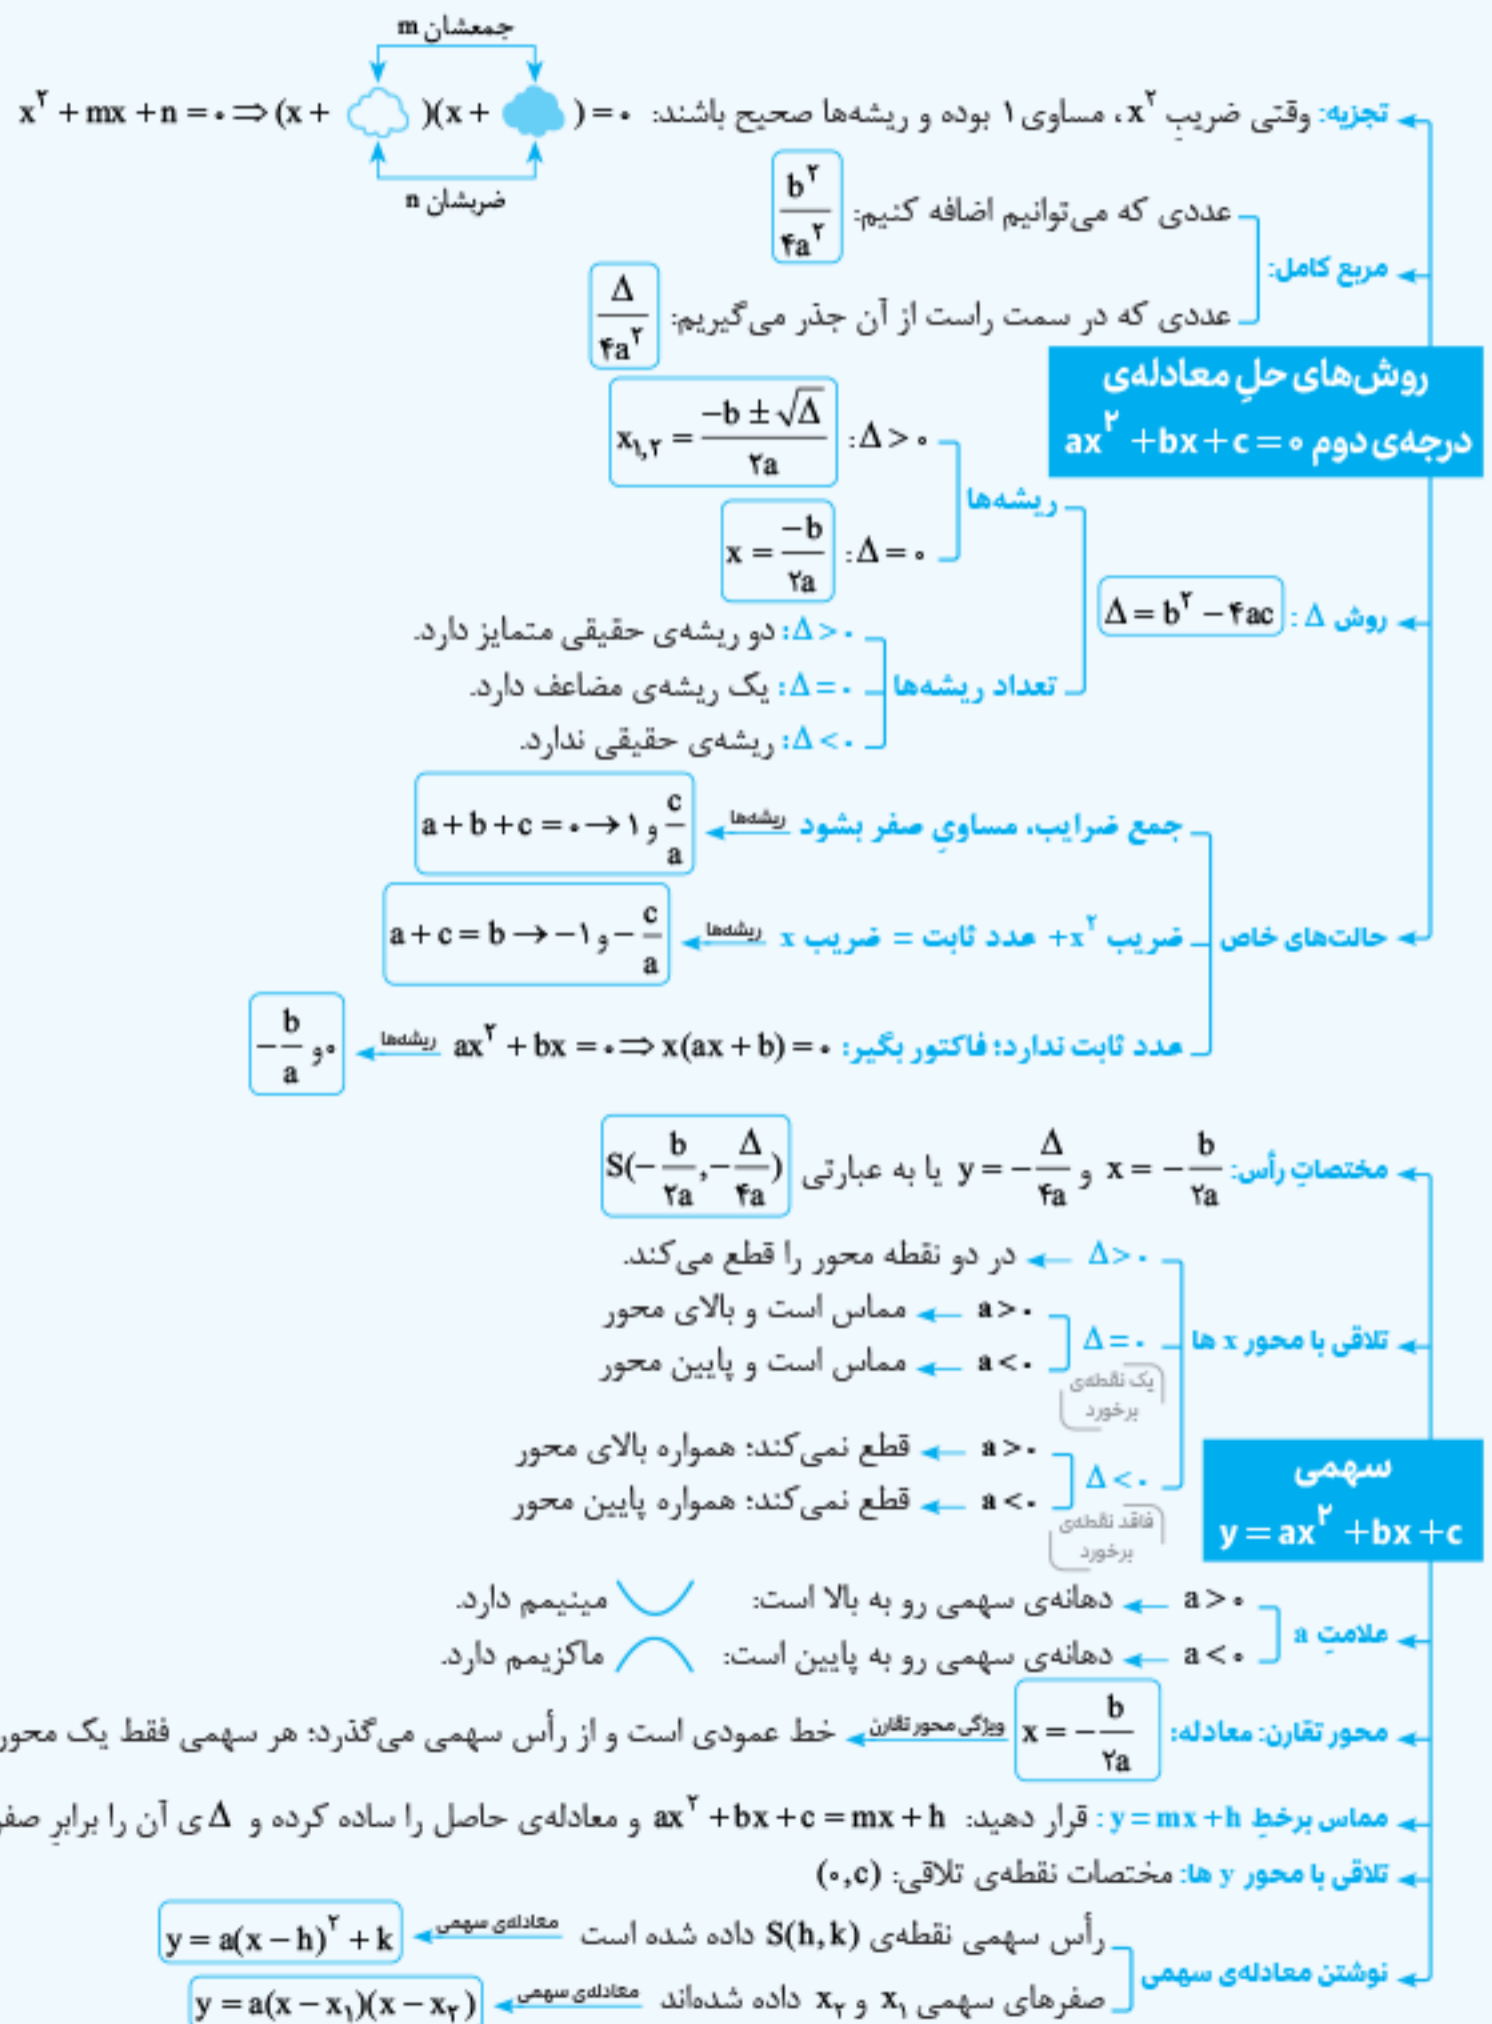 جمعشان m
تجزیه: وقتی ضریبِ x²، مساوی ۱ بوده و ریشه‌ها صحیح باشند: x² + mx + n = ۰ ⇒ (x + )(x + ) = ۰
ضربشان n
مربع کامل:
عددی که می‌توانیم اضافه کنیم: b²/۴a²
عددی که در سمت راست از آن جذر می‌گیریم: Δ/۴a²
روش‌های حلِ معادله‌ی
درجه‌ی دوم ax² + bx + c = ۰
روش Δ: Δ = b² − ۴ac
ریشه‌ها
Δ > ۰: x₁,₂ = (−b ± √Δ)/۲a
Δ = ۰: x = −b/۲a
تعداد ریشه‌ها
Δ > ۰: دو ریشه‌ی حقیقی متمایز دارد.
Δ = ۰: یک ریشه‌ی مضاعف دارد.
Δ < ۰: ریشه‌ی حقیقی ندارد.
حالت‌های خاص
جمع ضرایب، مساویِ صفر بشود ریشه‌ها a + b + c = ۰ → ۱ و c/a
ضریب x² + عدد ثابت = ضریب x ریشه‌ها a + c = b → −۱ و −c/a
عدد ثابت ندارد؛ فاکتور بگیر: ax² + bx = ۰ ⇒ x(ax + b) = ۰ ریشه‌ها ۰ و −b/a
مختصاتِ رأس: x = −b/۲a و y = −Δ/۴a یا به عبارتی S(−b/۲a, −Δ/۴a)
تلاقی با محور x ها
Δ > ۰ ← در دو نقطه محور را قطع می‌کند.
Δ = ۰
یک نقطه‌ی
برخورد
a > ۰ ← مماس است و بالای محور
a < ۰ ← مماس است و پایین محور
Δ < ۰
فاقد نقطه‌ی
برخورد
a > ۰ ← قطع نمی‌کند؛ همواره بالای محور
a < ۰ ← قطع نمی‌کند؛ همواره پایین محور
سهمی
y = ax² + bx + c
علامتِ a
a > ۰ ← دهانه‌ی سهمی رو به بالا است: مینیمم دارد.
a < ۰ ← دهانه‌ی سهمی رو به پایین است: ماکزیمم دارد.
محور تقارن: معادله: x = −b/۲a ویژگی محور تقارن خط عمودی است و از رأس سهمی می‌گذرد؛ هر سهمی فقط یک محور
مماس برخطِ y = mx + h: قرار دهید: ax² + bx + c = mx + h و معادله‌ی حاصل را ساده کرده و Δ ی آن را برابرِ صفر
تلاقی با محور y ها: مختصات نقطه‌ی تلاقی: (۰, c)
نوشتن معادله‌ی سهمی
رأس سهمی نقطه‌ی S(h, k) داده شده است معادله‌ی سهمی y = a(x − h)² + k
صفرهای سهمی x₁ و x₂ داده شده‌اند معادله‌ی سهمی y = a(x − x₁)(x − x₂)